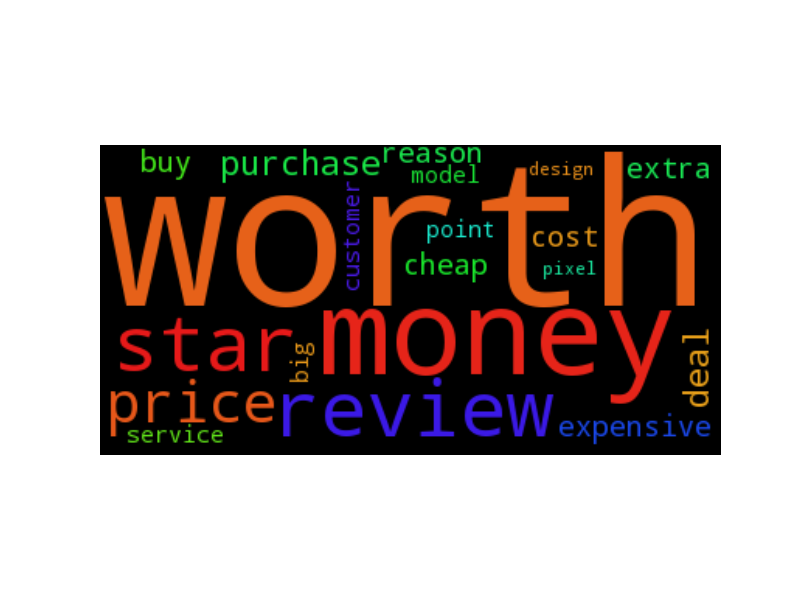 buy purchase reason
model design extra
worth
customer
point
cost
cheap
pixel
star money
big
deal
price review
expensive
service